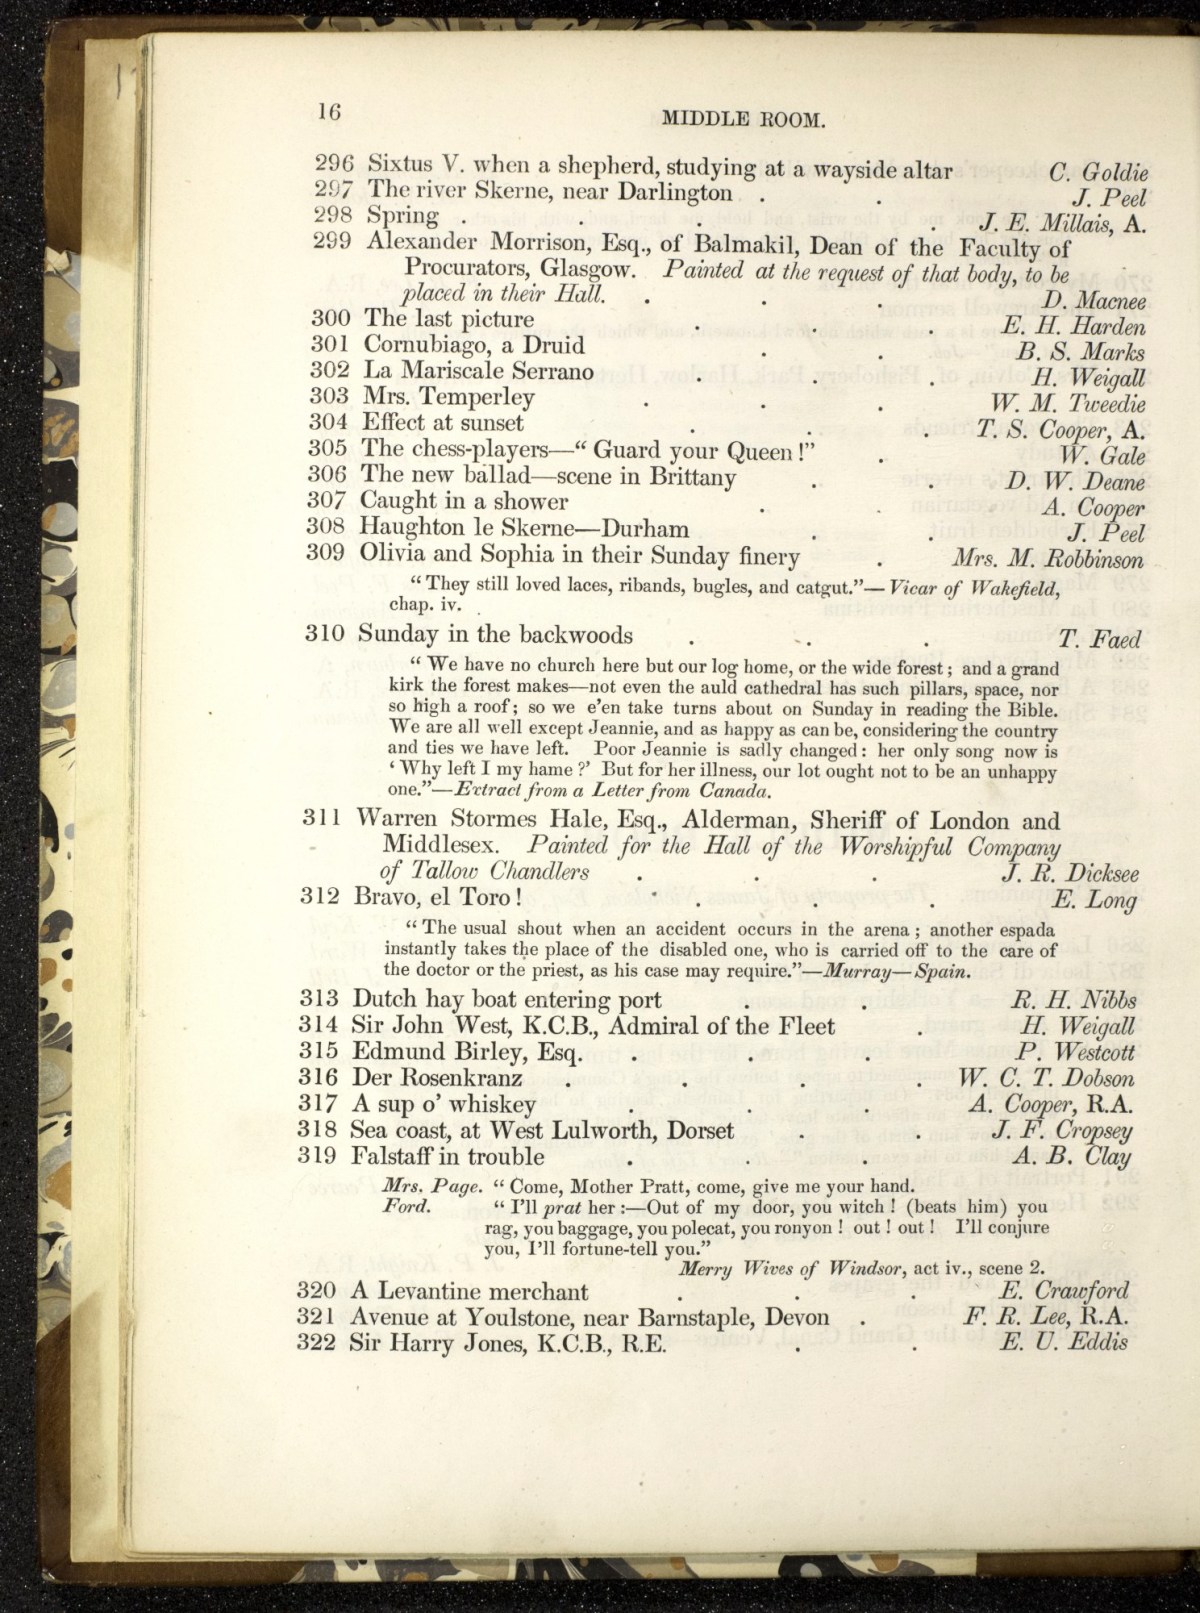 16 MIDDLE ROOM.
296 Sixtus V. when a shepherd, studying at a wayside altar C. Goldie
297 The river Skerne, near Darlington . . J. Peel
298 Spring . . . . . J. E. Millais, A.
299 Alexander Morrison, Esq., of Balmakil, Dean of the Faculty of
Procurators, Glasgow. Painted at the request of that body, to be
placed in their Hall. . . . D. Macnee
300 The last picture . . . E. H. Harden
301 Cornubiago, a Druid . . B. S. Marks
302 La Mariscale Serrano . . . H. Weigall
303 Mrs. Temperley . . . W. M. Tweedie
304 Effect at sunset . . . T. S. Cooper, A.
305 The chess-players—“ Guard your Queen !” . W. Gale
306 The new ballad—scene in Brittany . . D. W. Deane
307 Caught in a shower . . . A. Cooper
308 Haughton le Skerne—Durham . . J. Peel
309 Olivia and Sophia in their Sunday finery . Mrs. M. Robbinson
“ They still loved laces, ribands, bugles, and catgut.”—Vicar of Wakefield,
chap. iv.
310 Sunday in the backwoods . . . T. Faed
“ We have no church here but our log home, or the wide forest ; and a grand
kirk the forest makes—not even the auld cathedral has such pillars, space, nor
so high a roof ; so we e’en take turns about on Sunday in reading the Bible.
We are all well except Jeannie, and as happy as can be, considering the country
and ties we have left. Poor Jeannie is sadly changed : her only song now is
‘ Why left I my hame ?’ But for her illness, our lot ought not to be an unhappy
one.”—Extract from a Letter from Canada.
311 Warren Stormes Hale, Esq., Alderman, Sheriff of London and
Middlesex. Painted for the Hall of the Worshipful Company
of Tallow Chandlers . . . J. R. Dicksee
312 Bravo, el Toro ! . . . E. Long
“ The usual shout when an accident occurs in the arena ; another espada
instantly takes the place of the disabled one, who is carried off to the care of
the doctor or the priest, as his case may require.”—Murray—Spain.
313 Dutch hay boat entering port . . R. H. Nibbs
314 Sir John West, K.C.B., Admiral of the Fleet . H. Weigall
315 Edmund Birley, Esq. . . . P. Westcott
316 Der Rosenkranz . . . . W. C. T. Dobson
317 A sup o’ whiskey . . . A. Cooper, R.A.
318 Sea coast, at West Lulworth, Dorset . . J. F. Cropsey
319 Falstaff in trouble . . . A. B. Clay
Mrs. Page. “ Come, Mother Pratt, come, give me your hand.
Ford. “ I’ll prat her :—Out of my door, you witch ! (beats him) you
rag, you baggage, you polecat, you ronyon ! out ! out ! I’ll conjure
you, I’ll fortune-tell you.”
Merry Wives of Windsor, act iv., scene 2.
320 A Levantine merchant . . . E. Crawford
321 Avenue at Youlstone, near Barnstaple, Devon . F. R. Lee, R.A.
322 Sir Harry Jones, K.C.B., R.E. . . E. U. Eddis